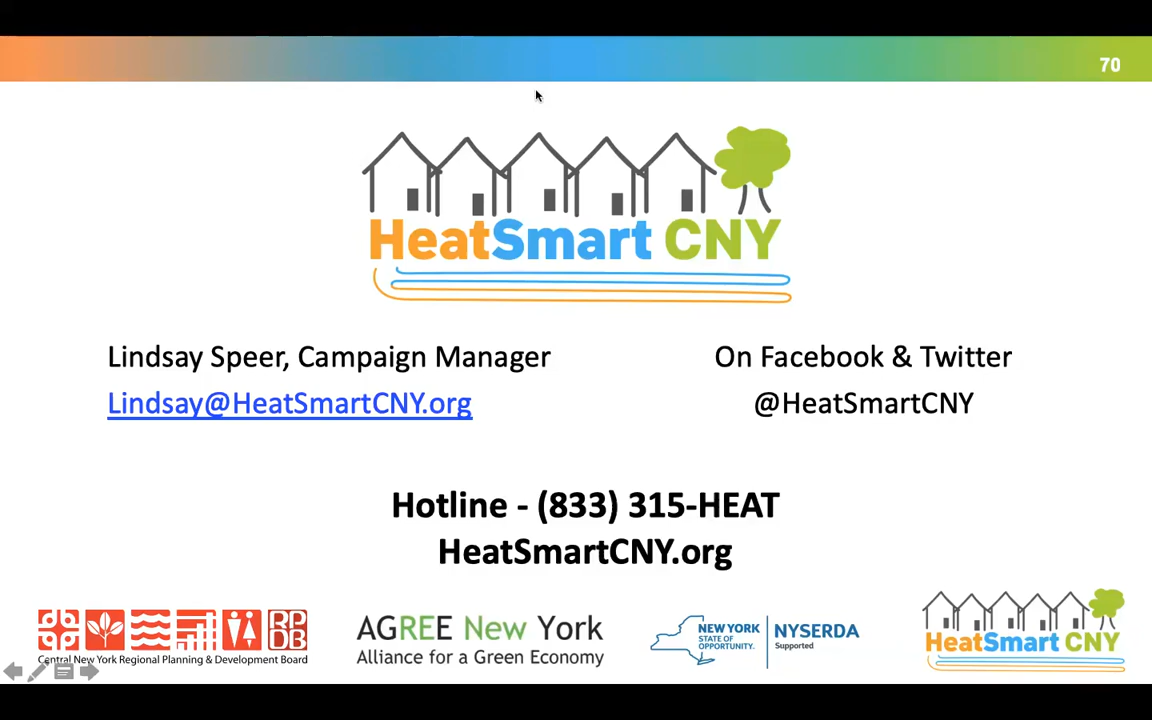 70
HeatSmart CNY
Lindsay Speer, Campaign Manager
Lindsay@HeatSmartCNY.org
On Facebook & Twitter
@HeatSmartCNY
Hotline - (833) 315-HEAT
HeatSmartCNY.org
RPDB
Central New York Regional Planning & Development Board
AGREE New York
Alliance for a Green Economy
NEW YORK
STATE OF
OPPORTUNITY.
NYSERDA
Supported
HeatSmart CNY